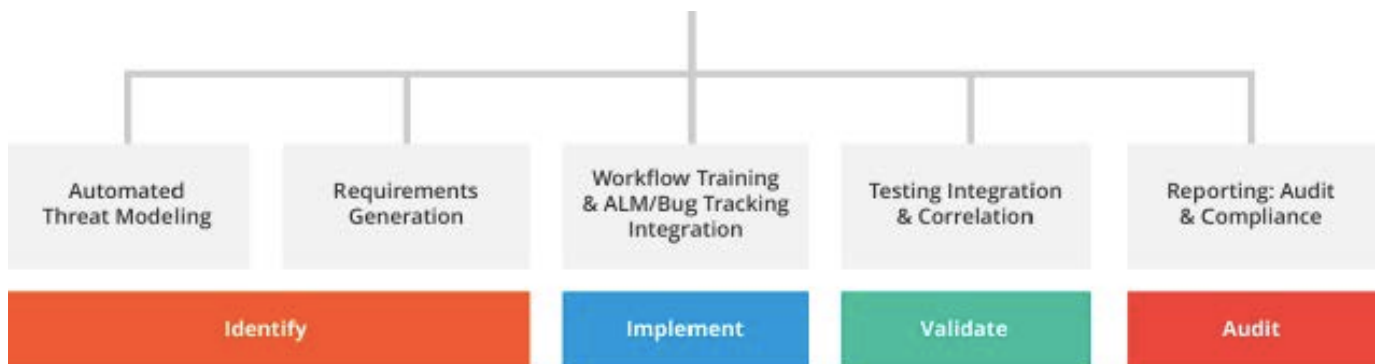 Automated
Threat Modeling
Requirements
Generation
Workflow Training
& ALM/Bug Tracking
Integration
Testing Integration
& Correlation
Reporting: Audit
& Compliance
Identify
Implement
Validate
Audit